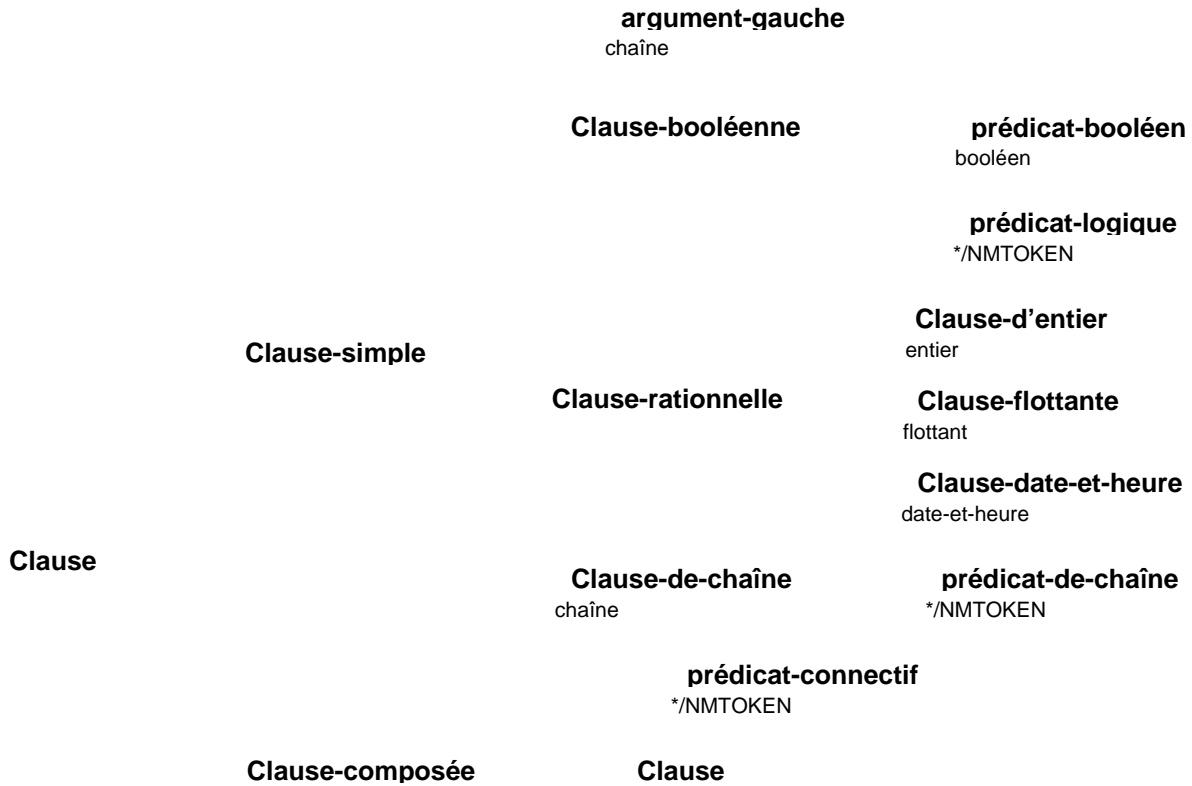 argument-gauche
chaîne
Clause-booléenne
prédicat-booléen
booléen
prédicat-logique
*/NMTOKEN
Clause-d’entier
entier
Clause-simple
Clause-rationnelle
Clause-flottante
flottant
Clause-date-et-heure
date-et-heure
Clause
Clause-de-chaîne
chaîne
prédicat-de-chaîne
*/NMTOKEN
prédicat-connectif
*/NMTOKEN
Clause-composée
Clause